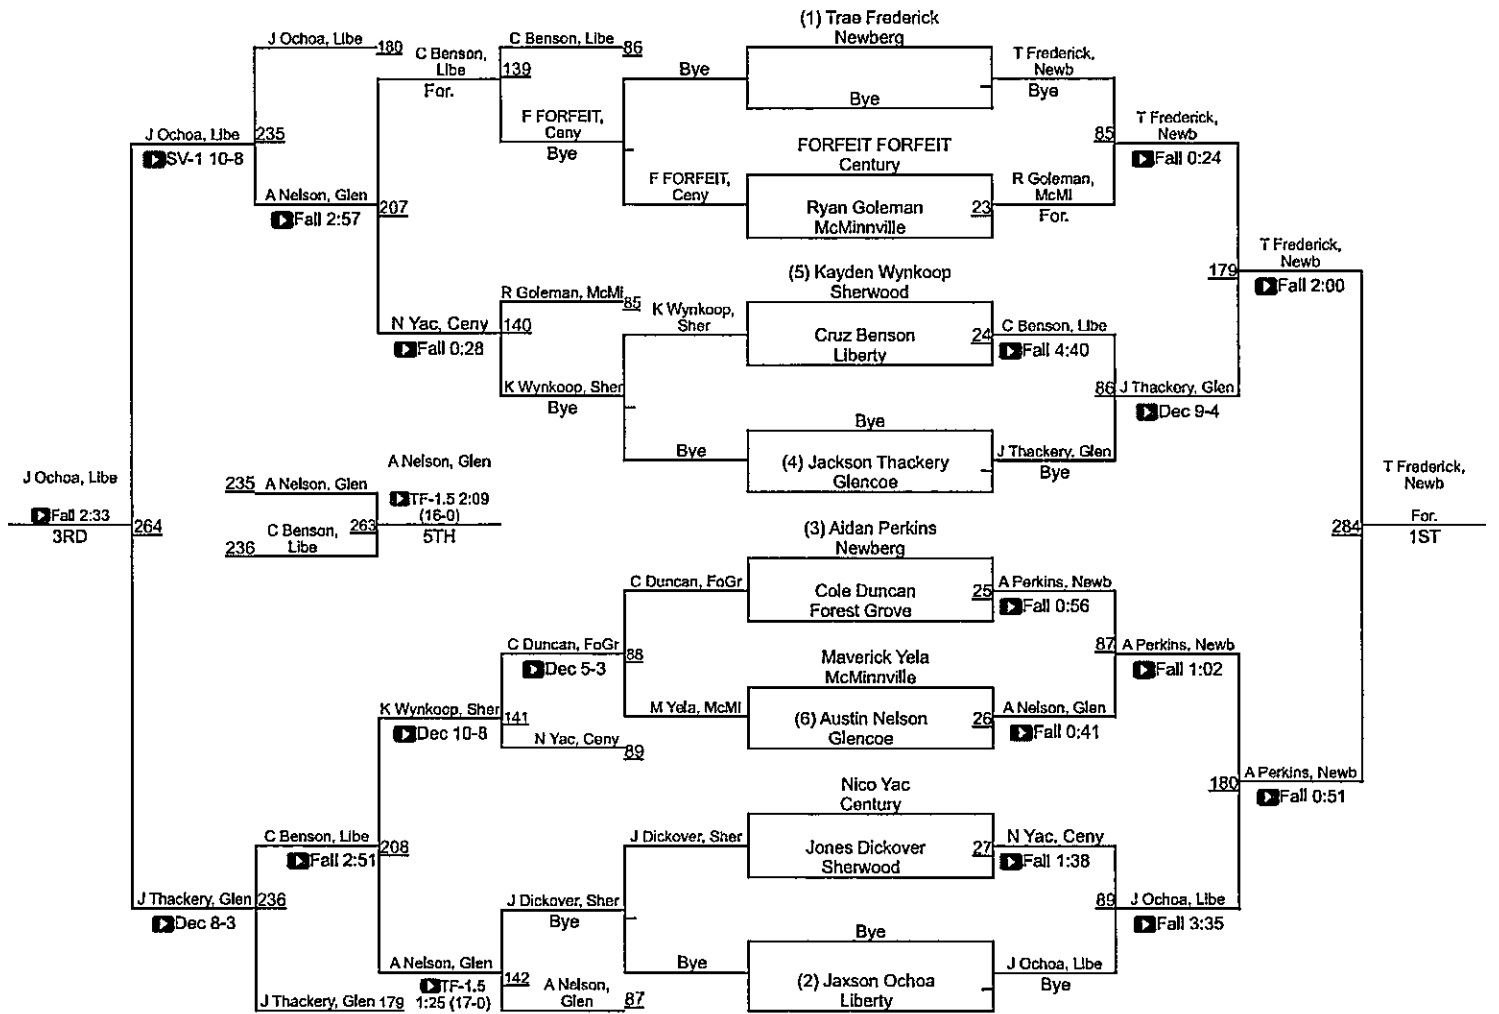 (1) Trae Frederick
Newberg
Bye
FORFEIT FORFEIT
Century
Ryan Goleman
McMinnville
23
(5) Kayden Wynkoop
Sherwood
Cruz Benson
Liberty
24
Bye
(4) Jackson Thackery
Glencoe
(3) Aidan Perkins
Newberg
Cole Duncan
Forest Grove
25
Maverick Yela
McMinnville
(6) Austin Nelson
Glencoe
26
Nico Yac
Century
Jones Dickover
Sherwood
27
Bye
(2) Jaxson Ochoa
Liberty
T Frederick,
Newb
Bye
R Goleman,
McMi
For.
85
C Benson, Libe
Fall 4:40
J Thackery, Glen
Bye
86
A Perkins, Newb
Fall 0:56
A Nelson, Glen
Fall 0:41
87
N Yac, Ceny
Fall 1:38
J Ochoa, Libe
Bye
89
T Frederick,
Newb
Fall 0:24
J Thackery, Glen
Dec 9-4
179
A Perkins, Newb
Fall 1:02
J Ochoa, Libe
Fall 3:35
180
T Frederick,
Newb
Fall 2:00
A Perkins, Newb
Fall 0:51
284
T Frederick,
Newb
For.
1ST
Bye
F FORFEIT,
Ceny
K Wynkoop,
Sher
Bye
C Duncan, FoGr
M Yela, McMi
88
J Dickover, Sher
Bye
C Benson, Libe
86
F FORFEIT,
Ceny
Bye
139
R Goleman, McMi
85
K Wynkoop, Sher
Bye
140
C Duncan, FoGr
Dec 5-3
N Yac, Ceny
89
141
J Dickover, Sher
Bye
A Nelson,
Glen
87
142
C Benson,
Libe
For.
N Yac, Ceny
Fall 0:28
207
K Wynkoop, Sher
Dec 10-8
A Nelson, Glen
TF-1.5
1:25 (17-0)
208
J Ochoa, Libe
180
A Nelson, Glen
Fall 2:57
235
C Benson, Libe
Fall 2:51
J Thackery, Glen
179
236
J Ochoa, Libe
SV-1 10-8
J Thackery, Glen
Dec 8-3
264
J Ochoa, Libe
Fall 2:33
3RD
235
A Nelson, Glen
236
C Benson,
Libe
263
A Nelson, Glen
TF-1.5 2:09
(16-0)
5TH